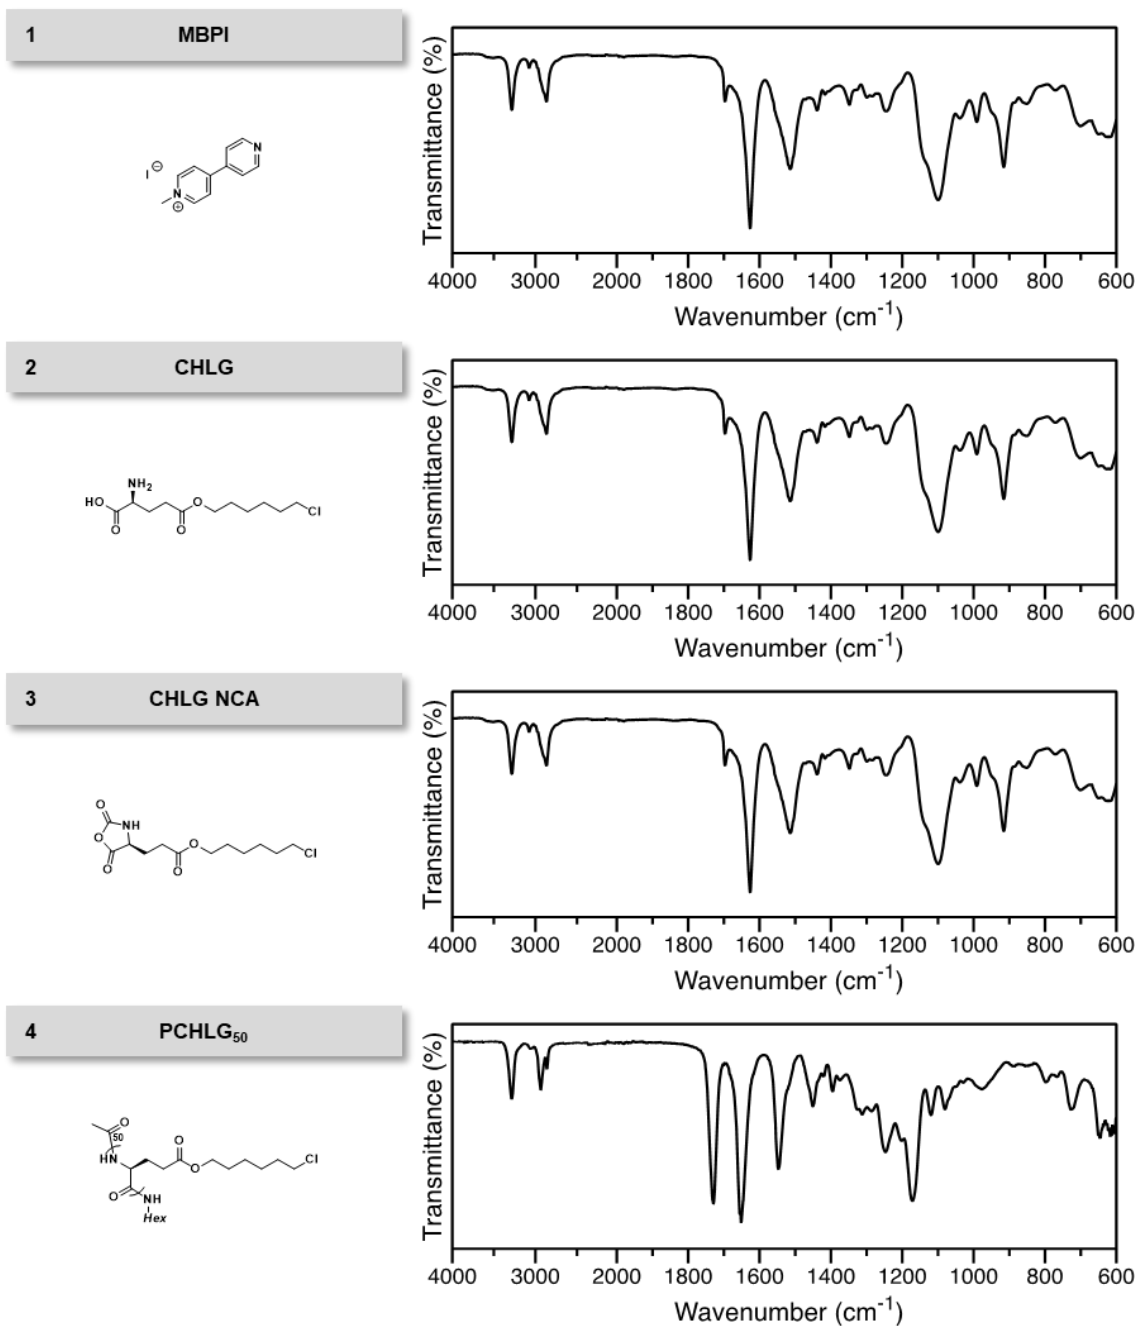 1 MBPI
Transmittance (%)
I ⊖
N
N
⊕
4000 3000 2000 1800 1600 1400 1200 1000 800 600
Wavenumber (cm⁻¹)
2 CHLG
Transmittance (%)
NH₂
HO
O
Cl
O
O
4000 3000 2000 1800 1600 1400 1200 1000 800 600
Wavenumber (cm⁻¹)
3 CHLG NCA
Transmittance (%)
O
NH
O
O
Cl
O
O
4000 3000 2000 1800 1600 1400 1200 1000 800 600
Wavenumber (cm⁻¹)
4 PCHLG₅₀
Transmittance (%)
O
50
O
HN
O
Cl
O
NH
Hex
4000 3000 2000 1800 1600 1400 1200 1000 800 600
Wavenumber (cm⁻¹)